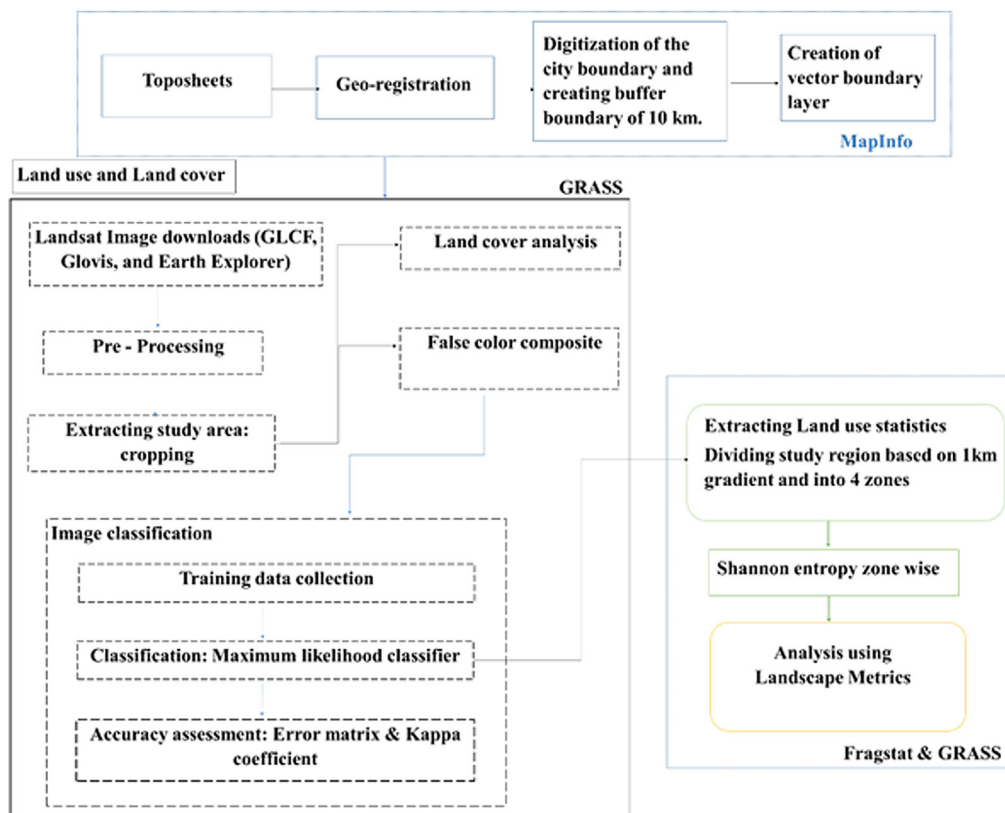 Toposheets
Geo-registration
Digitization of the
city boundary and
creating buffer
boundary of 10 km.
Creation of
vector boundary
layer
MapInfo
Land use and Land cover
GRASS
Landsat Image downloads (GLCF,
Glovis, and Earth Explorer)
Land cover analysis
Pre - Processing
False color composite
Extracting study area:
cropping
Extracting Land use statistics
Dividing study region based on 1km
gradient and into 4 zones
Image classification
Training data collection
Shannon entropy zone wise
Classification: Maximum likelihood classifier
Analysis using
Landscape Metrics
Accuracy assessment: Error matrix & Kappa
coefficient
Fragstat & GRASS